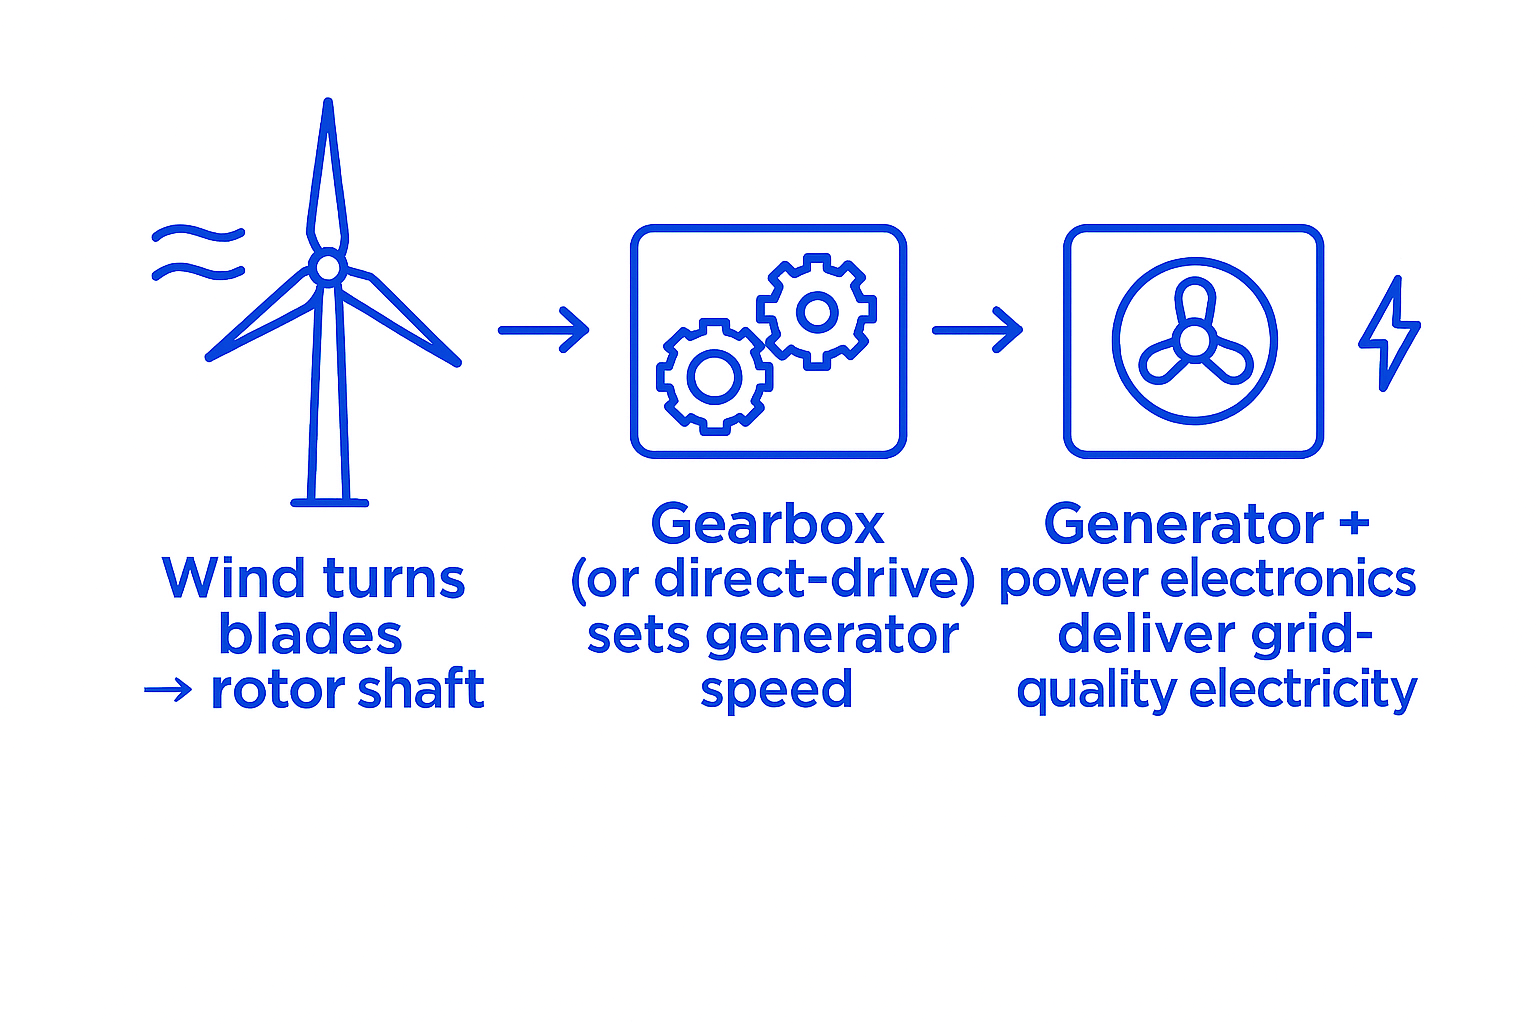 Wind turns
blades
→ rotor shaft
Gearbox
(or direct-drive)
sets generator
speed
Generator +
power electronics
deliver grid-
quality electricity